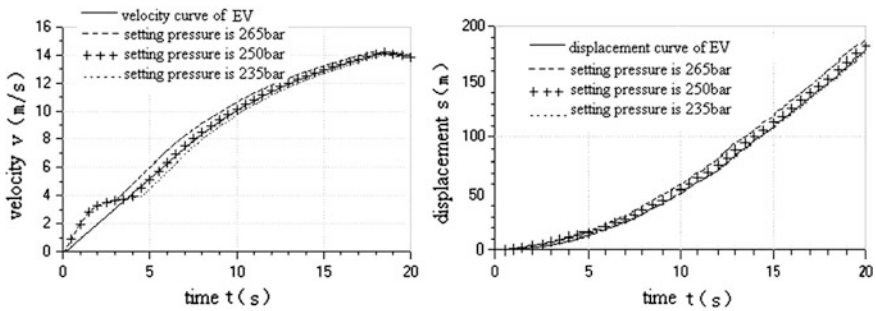 velocity curve of EV
setting pressure is 265bar
setting pressure is 250bar
setting pressure is 235bar
16
14
12
10
8
6
4
2
0
velocity v (m/s)
0
5
10
15
20
time t(s)
displacement curve of EV
setting pressure is 265bar
setting pressure is 250bar
setting pressure is 235bar
200
150
100
50
0
displacement s(m)
0
5
10
15
20
time t(s)